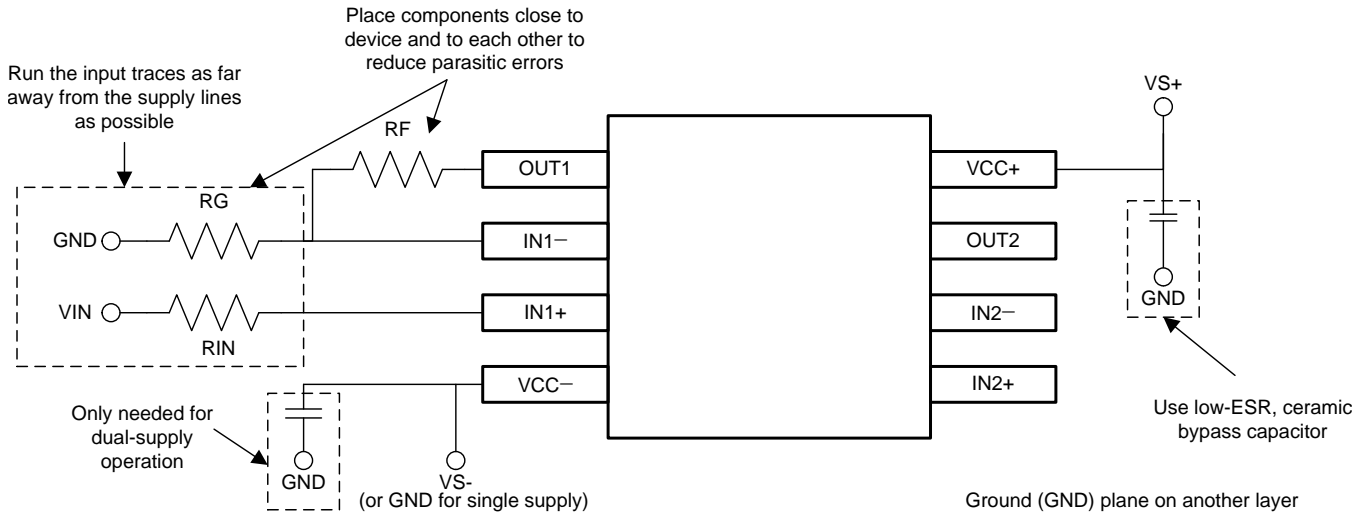 Place components close to
device and to each other to
reduce parasitic errors
Run the input traces as far
away from the supply lines
as possible
VS+
RF
OUT1
VCC+
RG
GND
IN1−
OUT2
GND
VIN
IN1+
IN2−
RIN
VCC−
IN2+
Only needed for
dual-supply
operation
Use low-ESR, ceramic
bypass capacitor
GND
VS-
(or GND for single supply)
Ground (GND) plane on another layer